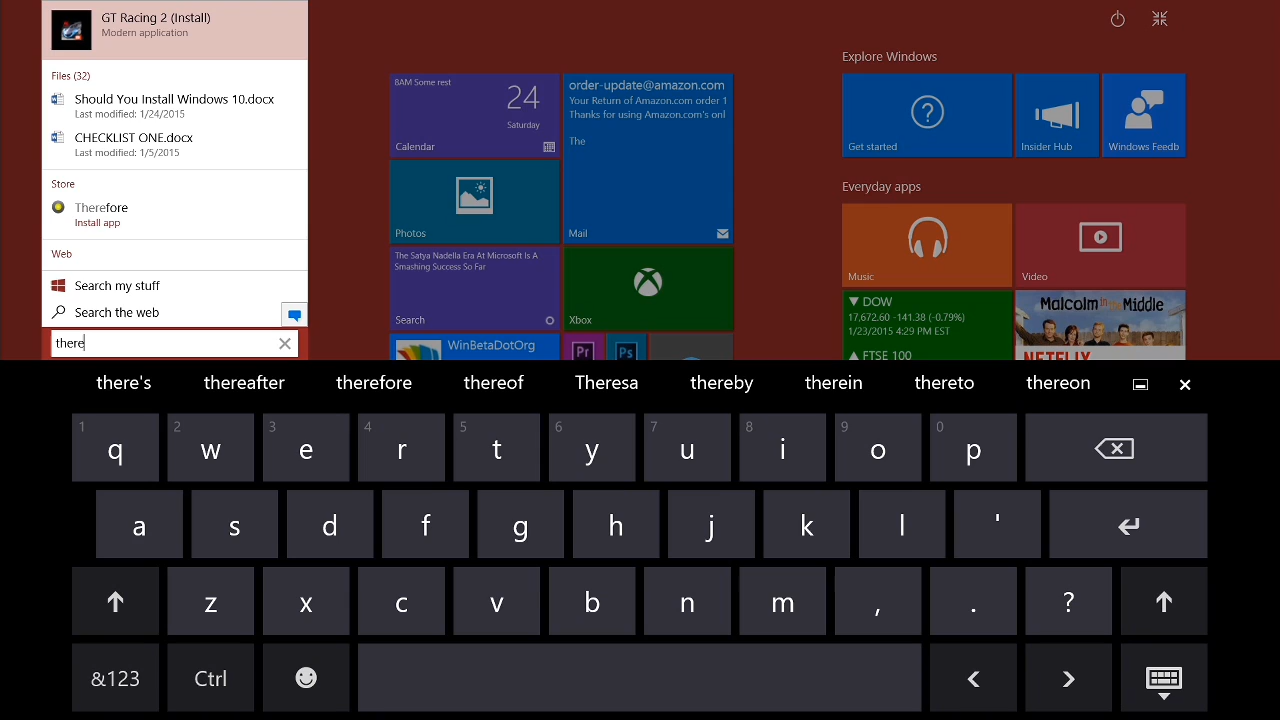 GT Racing 2 (Install)
Modern application
Files (32)
Should You Install Windows 10.docx
Last modified: 1/24/2015
CHECKLIST ONE.docx
Last modified: 1/5/2015
Store
Therefore
Install app
Web
Search my stuff
Search the web
there
8AM Some rest
24
Saturday
Calendar
order-update@amazon.com
Your Return of Amazon.com order 1
Thanks for using Amazon.com's onl
The
Mail
Photos
The Satya Nadella Era At Microsoft Is A
Smashing Success So Far
Search
Xbox
WinBetaDotOrg
Pr
Ps
Explore Windows
Get started
Insider Hub
Windows Feedb
Everyday apps
Music
Video
▼ DOW
17,672.60 -141.38 (-0.79%)
1/23/2015 4:29 PM EST
▲ FTSE 100
Malcolm in the Middle
NETFLIX
there's thereafter therefore thereof Theresa thereby therein thereto thereon
1 q 2 w 3 e 4 r 5 t 6 y 7 u 8 i 9 o 0 p
a s d f g h j k l '
z x c v b n m , . ?
&123 Ctrl < >